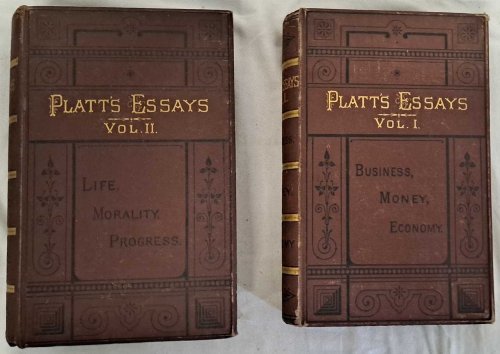 PLATT'S ESSAYS
VOL. II.
LIFE,
MORALITY.
PROGRESS.
PLATT'S ESSAYS
VOL. I.
BUSINESS,
MONEY,
ECONOMY.